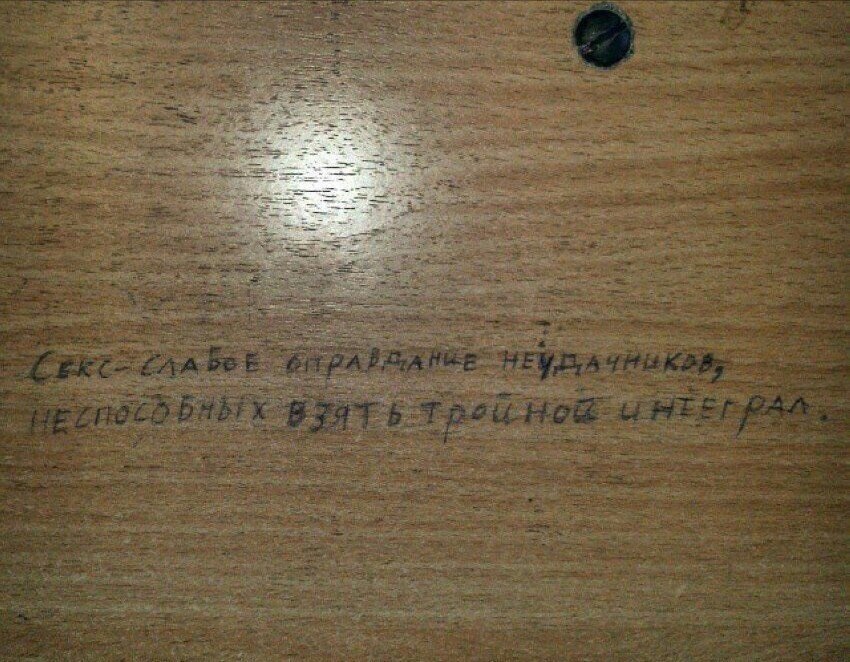 Секс-слабое оправдание неудачников,
неспособных взять тройной интеграл.